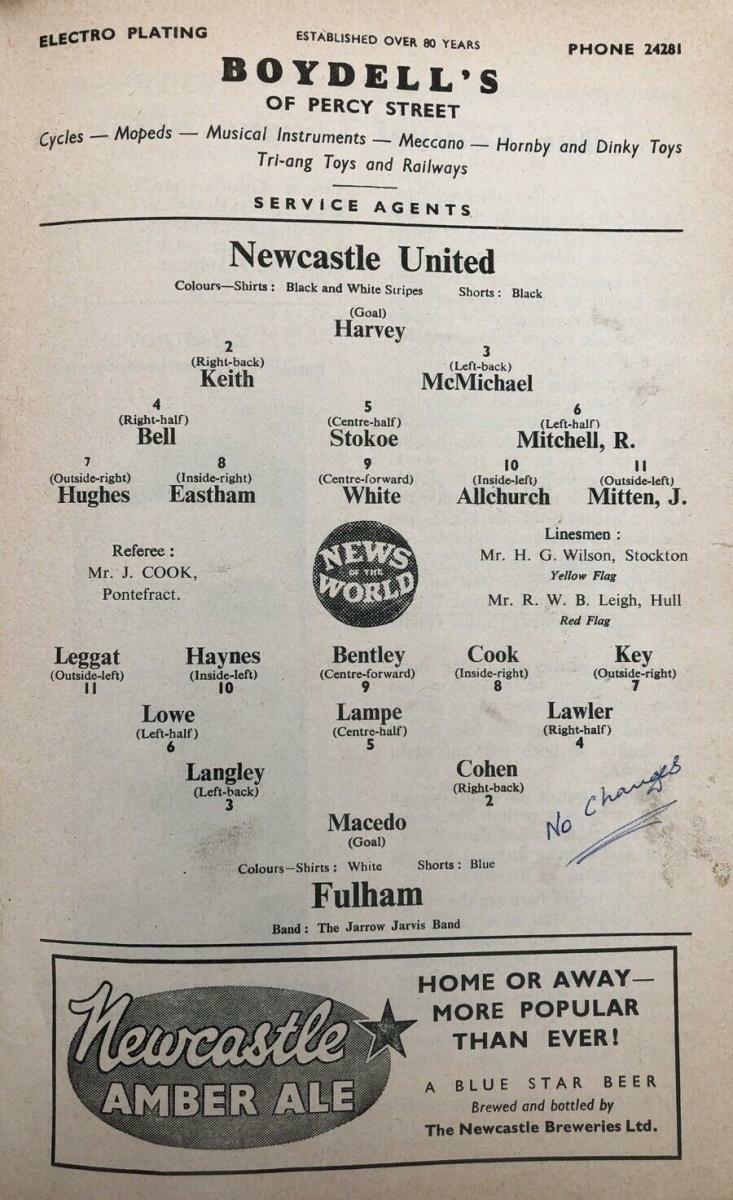 ELECTRO PLATING ESTABLISHED OVER 80 YEARS PHONE 24281
BOYDELL'S
OF PERCY STREET
Cycles — Mopeds — Musical Instruments — Meccano — Hornby and Dinky Toys
Tri-ang Toys and Railways
SERVICE AGENTS
Newcastle United
Colours—Shirts : Black and White Stripes Shorts : Black
(Goal)
Harvey
2 3
(Right-back) (Left-back)
Keith McMichael
4 5 6
(Right-half) (Centre-half) (Left-half)
Bell Stokoe Mitchell, R.
7 8 9 10 11
(Outside-right) (Inside-right) (Centre-forward) (Inside-left) (Outside-left)
Hughes Eastham White Allchurch Mitten, J.
Referee :
Mr. J. COOK,
Pontefract.
NEWS
OF THE
WORLD
Linesmen :
Mr. H. G. Wilson, Stockton
Yellow Flag
Mr. R. W. B. Leigh, Hull
Red Flag
Leggat Haynes Bentley Cook Key
(Outside-left) (Inside-left) (Centre-forward) (Inside-right) (Outside-right)
11 10 9 8 7
Lowe Lampe Lawler
(Left-half) (Centre-half) (Right-half)
6 5 4
Langley Cohen
(Left-back) (Right-back)
3 2
Macedo
(Goal)
No Changes
Colours—Shirts : White Shorts : Blue
Fulham
Band : The Jarrow Jarvis Band
Newcastle
AMBER ALE
HOME OR AWAY—
MORE POPULAR
THAN EVER!
A BLUE STAR BEER
Brewed and bottled by
The Newcastle Breweries Ltd.